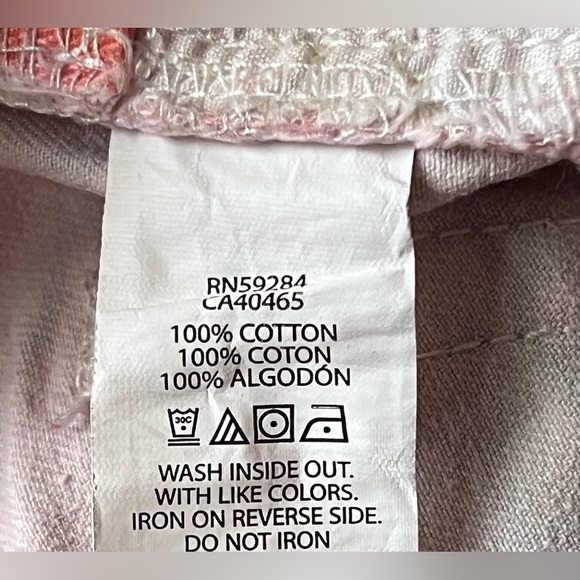 RN59284
CA40465
100% COTTON
100% COTON
100% ALGODÓN
30C
WASH INSIDE OUT.
WITH LIKE COLORS.
IRON ON REVERSE SIDE.
DO NOT IRON